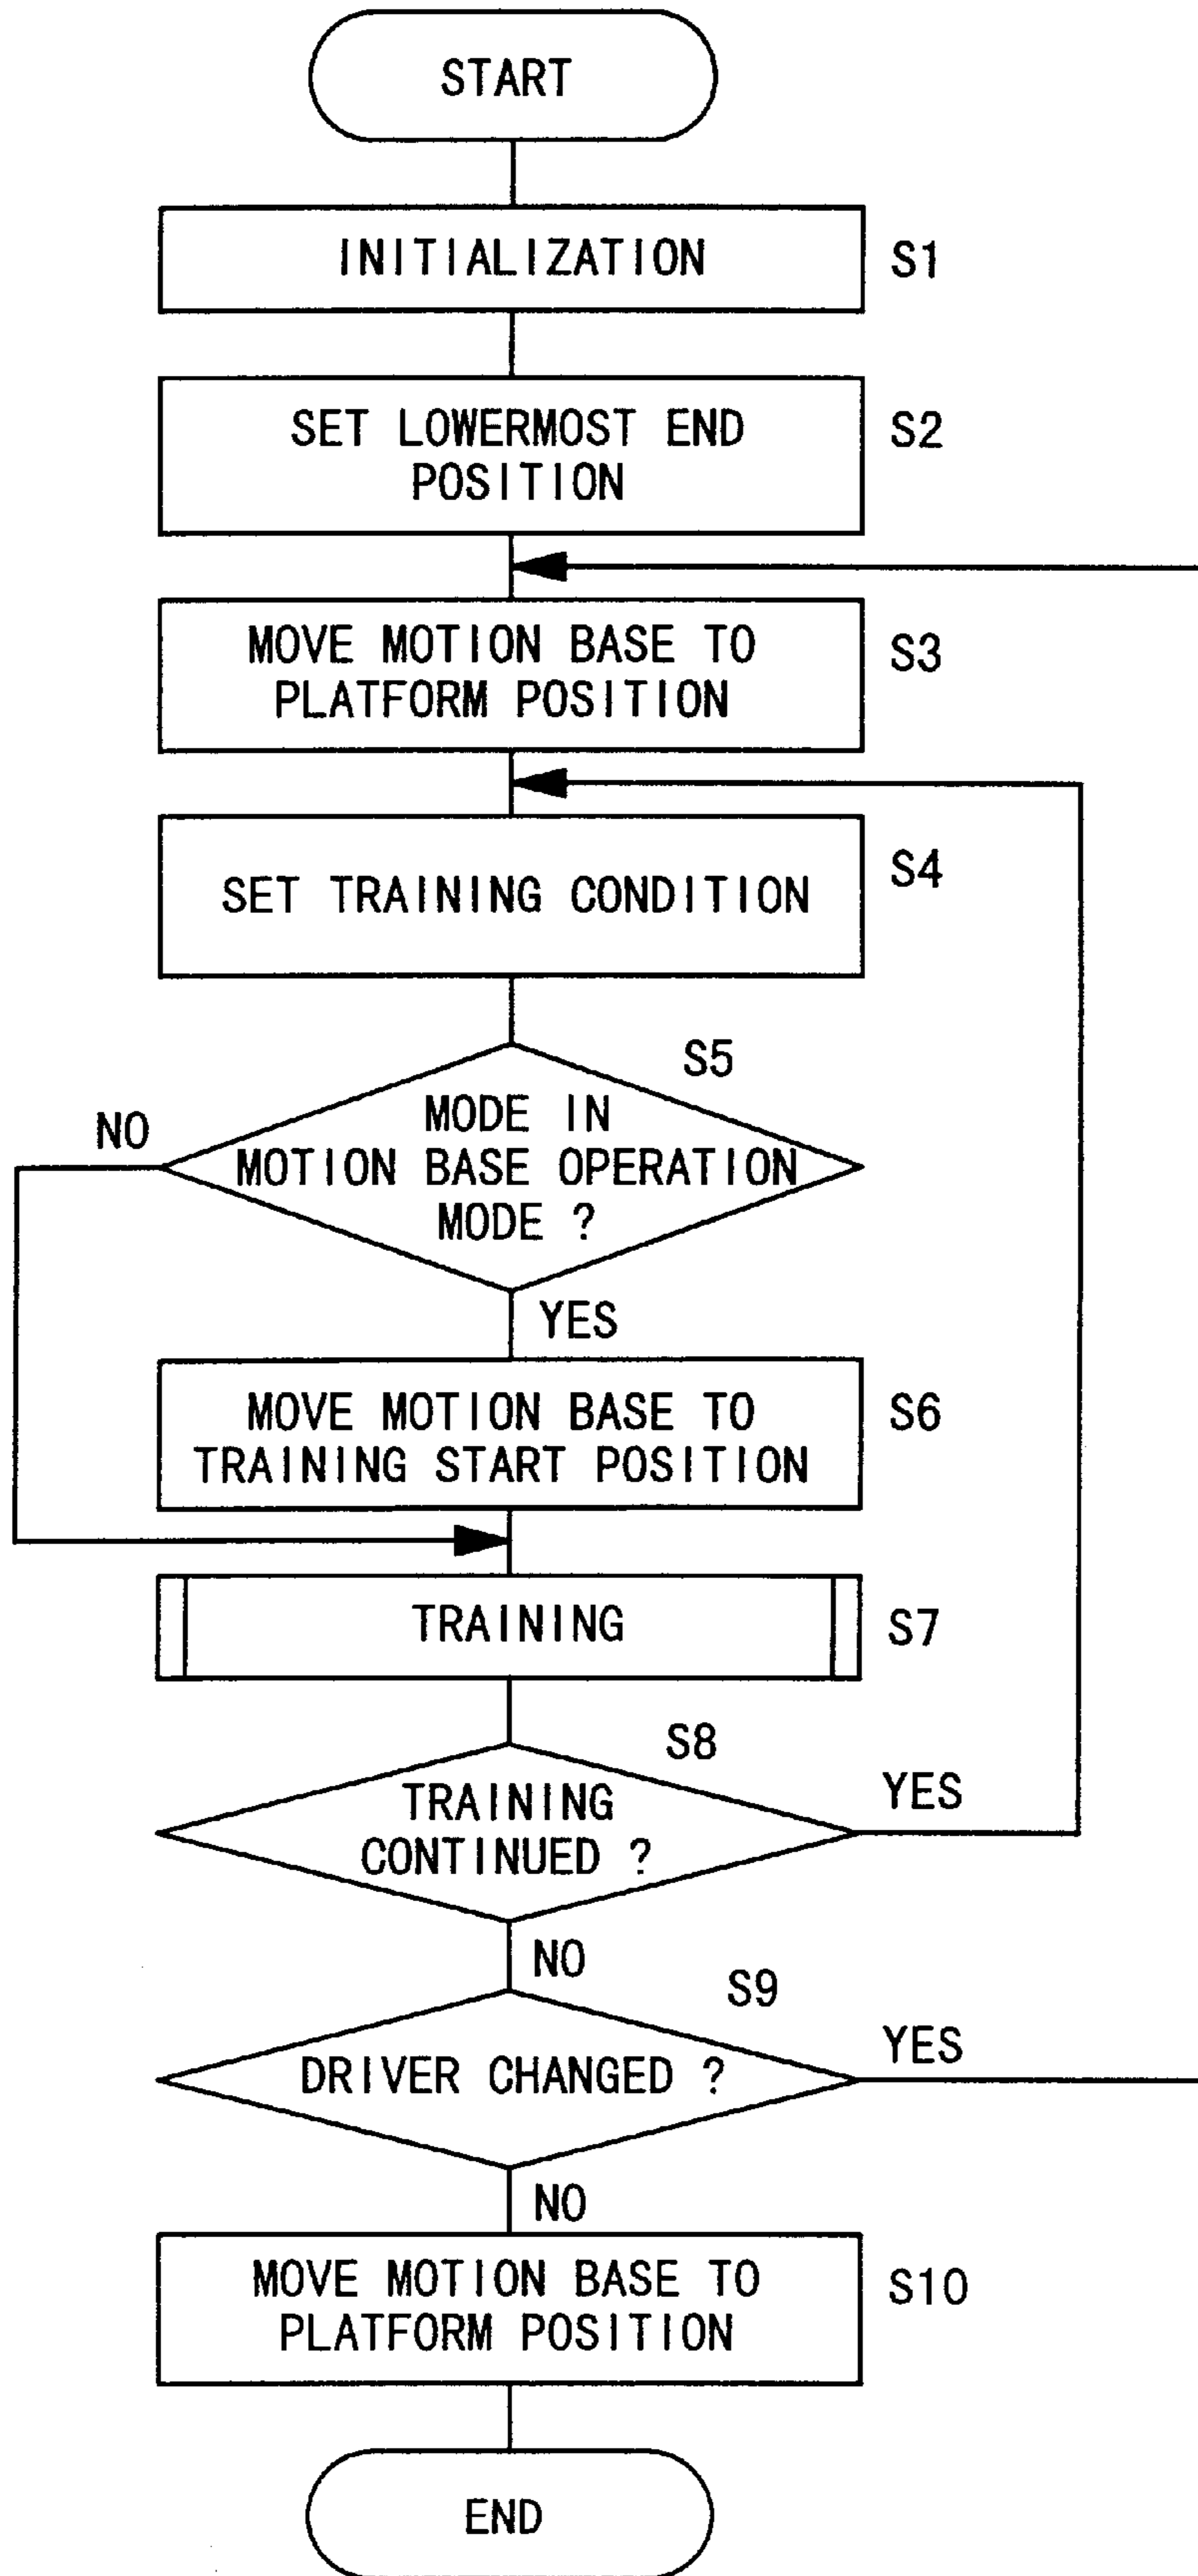 START
INITIALIZATION
S1
SET LOWERMOST END
POSITION
S2
MOVE MOTION BASE TO
PLATFORM POSITION
S3
SET TRAINING CONDITION
S4
S5
MODE IN
MOTION BASE OPERATION
MODE ?
NO
YES
MOVE MOTION BASE TO
TRAINING START POSITION
S6
TRAINING
S7
S8
TRAINING
CONTINUED ?
YES
NO
S9
DRIVER CHANGED ?
YES
NO
MOVE MOTION BASE TO
PLATFORM POSITION
S10
END